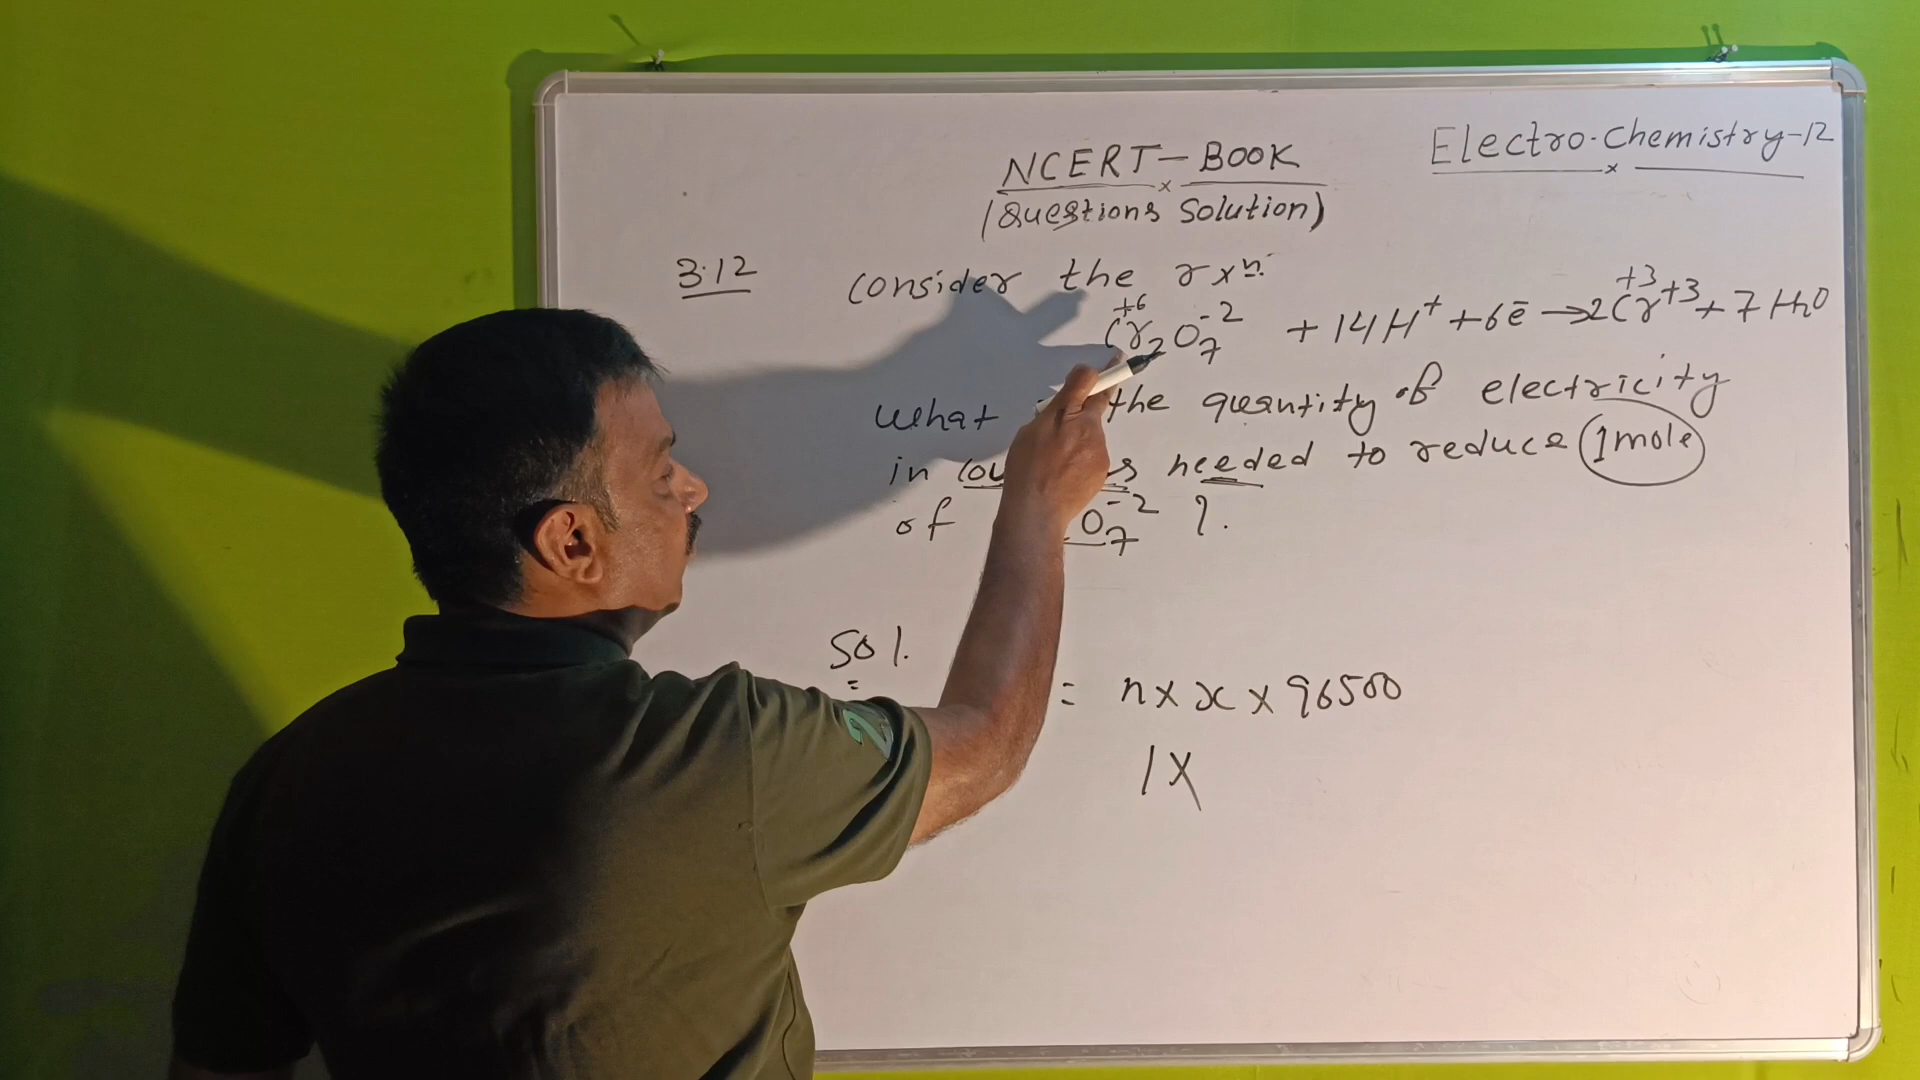 Electro-Chemistry-12
NCERT-BOOK
(Questions Solution)
3.12 Consider the rxn.
+6 +3
Cr2O7-2 + 14H+ + 6e- → 2Cr+3 + 7H2O
What the quantity of electricity
in needed to reduce 1mole
of O7-2 ?.
Sol.
= n × x × 96500
1 ×